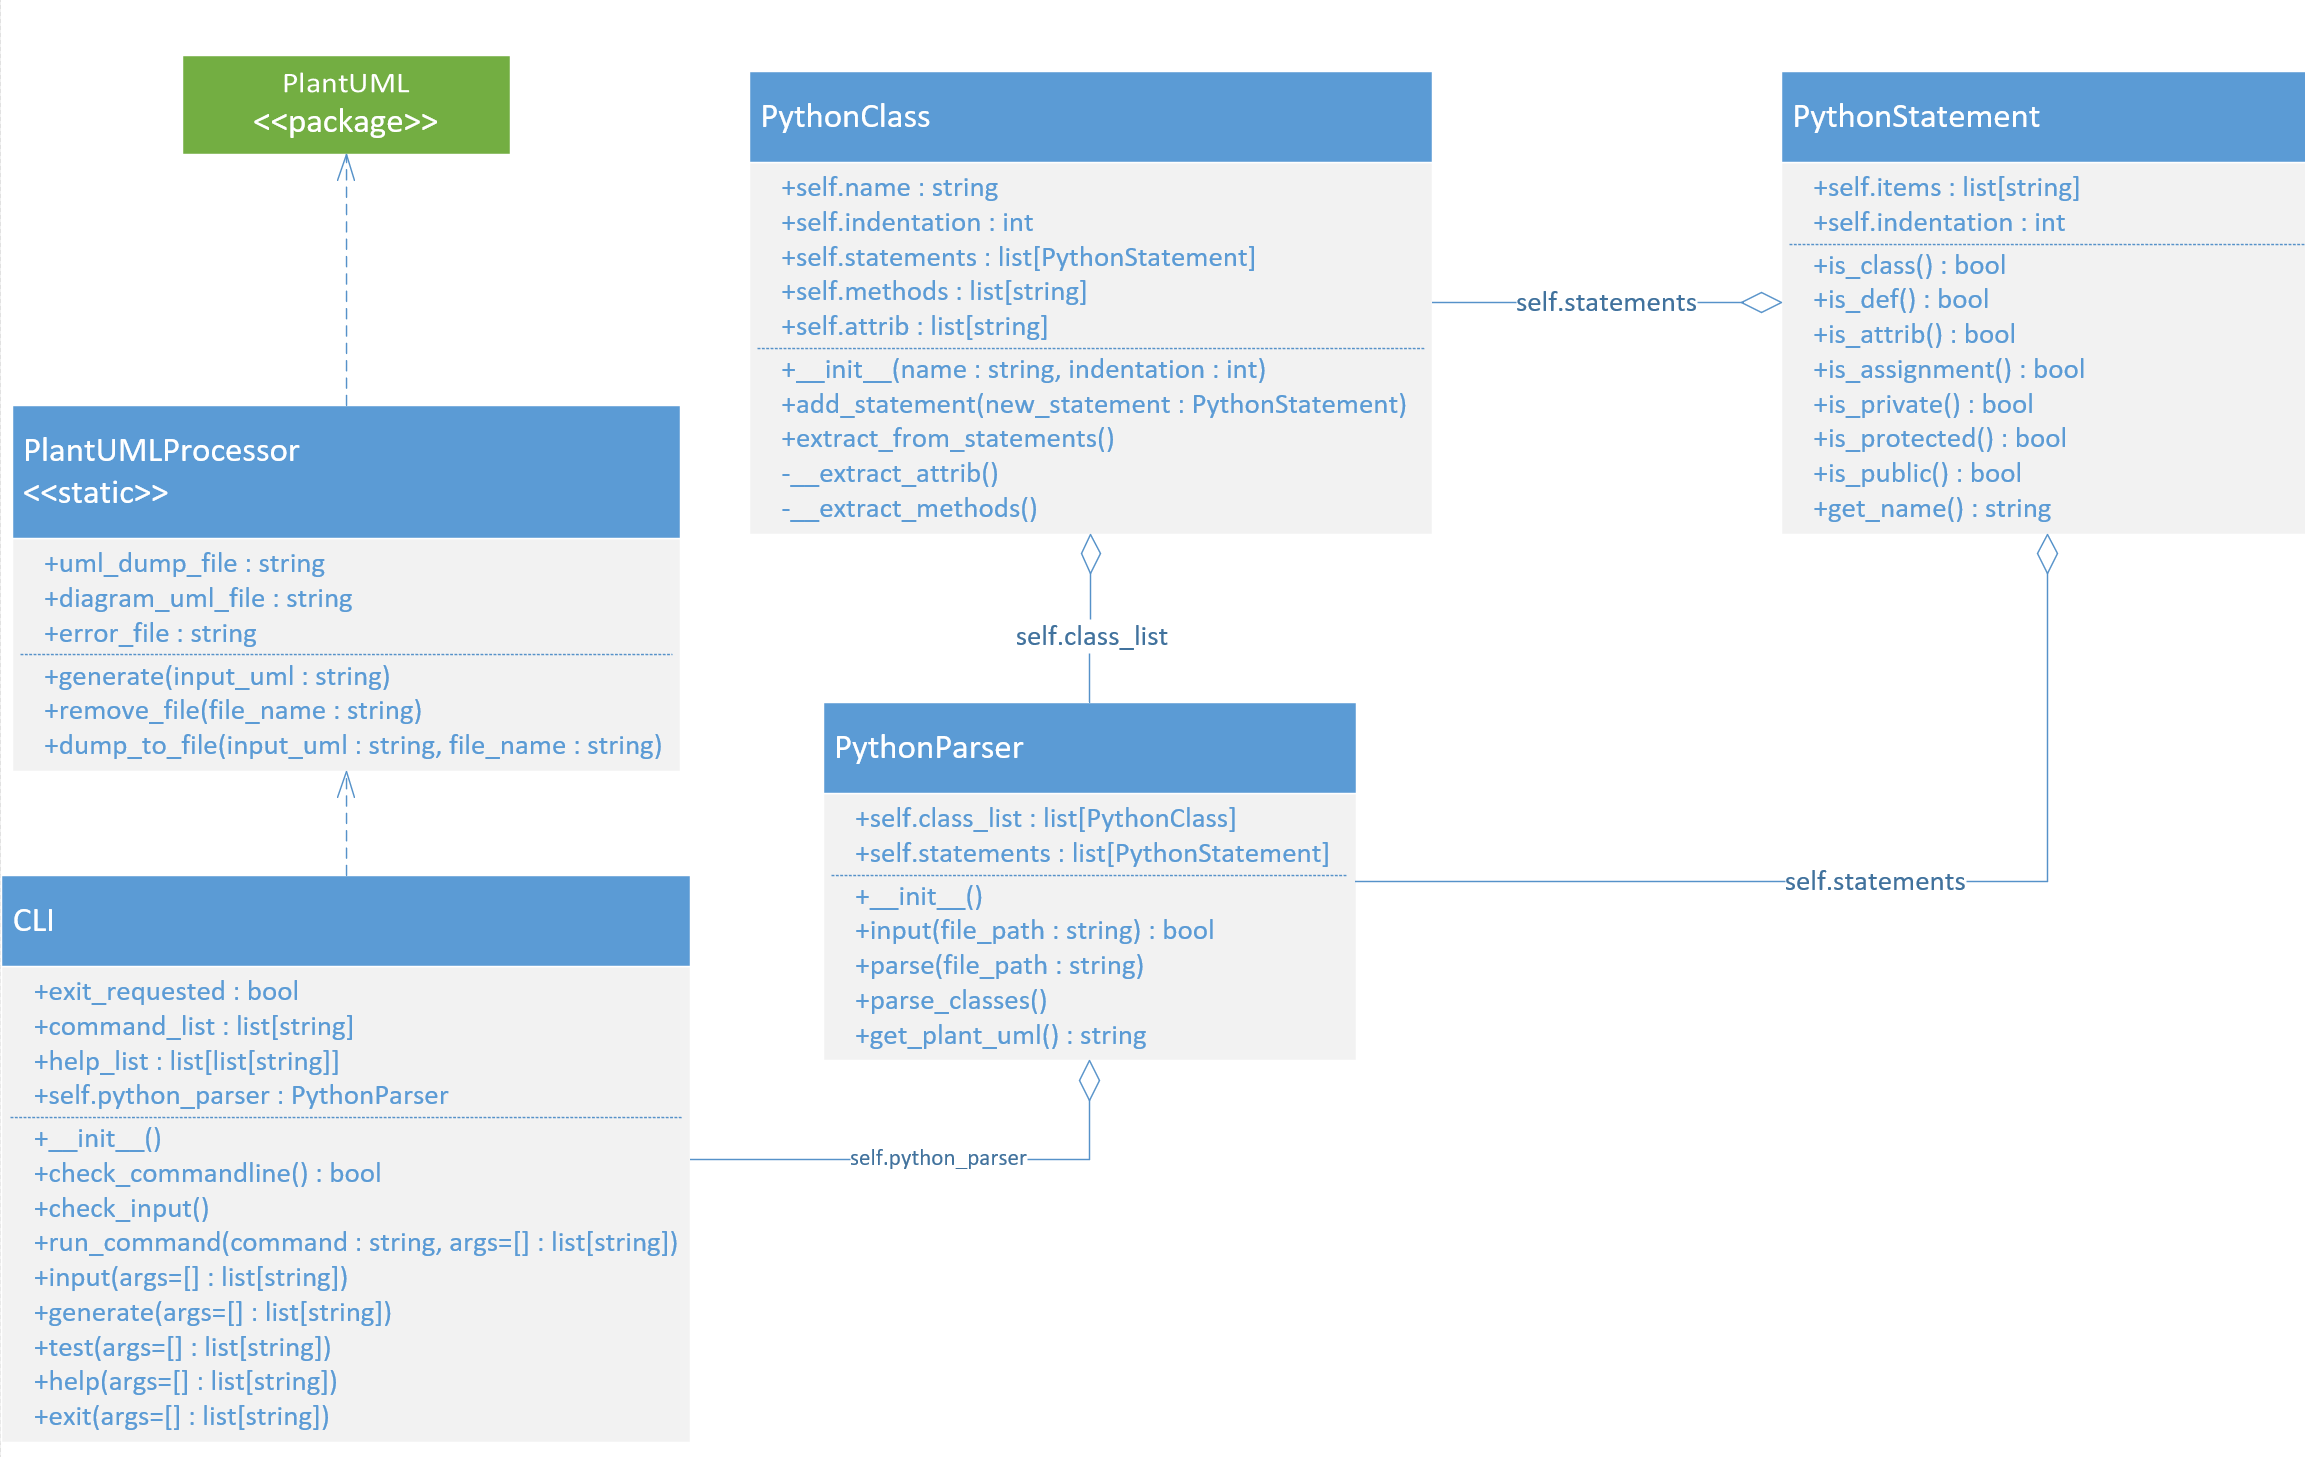 PlantUML
<<package>>
PlantUMLProcessor
<<static>>
+uml_dump_file : string
+diagram_uml_file : string
+error_file : string
+generate(input_uml : string)
+remove_file(file_name : string)
+dump_to_file(input_uml : string, file_name : string)
CLI
+exit_requested : bool
+command_list : list[string]
+help_list : list[list[string]]
+self.python_parser : PythonParser
+__init__()
+check_commandline() : bool
+check_input()
+run_command(command : string, args=[] : list[string])
+input(args=[] : list[string])
+generate(args=[] : list[string])
+test(args=[] : list[string])
+help(args=[] : list[string])
+exit(args=[] : list[string])
PythonClass
+self.name : string
+self.indentation : int
+self.statements : list[PythonStatement]
+self.methods : list[string]
+self.attrib : list[string]
+__init__(name : string, indentation : int)
+add_statement(new_statement : PythonStatement)
+extract_from_statements()
-__extract_attrib()
-__extract_methods()
self.class_list
PythonParser
+self.class_list : list[PythonClass]
+self.statements : list[PythonStatement]
+__init__()
+input(file_path : string) : bool
+parse(file_path : string)
+parse_classes()
+get_plant_uml() : string
self.python_parser
self.statements
PythonStatement
+self.items : list[string]
+self.indentation : int
+is_class() : bool
+is_def() : bool
+is_attrib() : bool
+is_assignment() : bool
+is_private() : bool
+is_protected() : bool
+is_public() : bool
+get_name() : string
self.statements